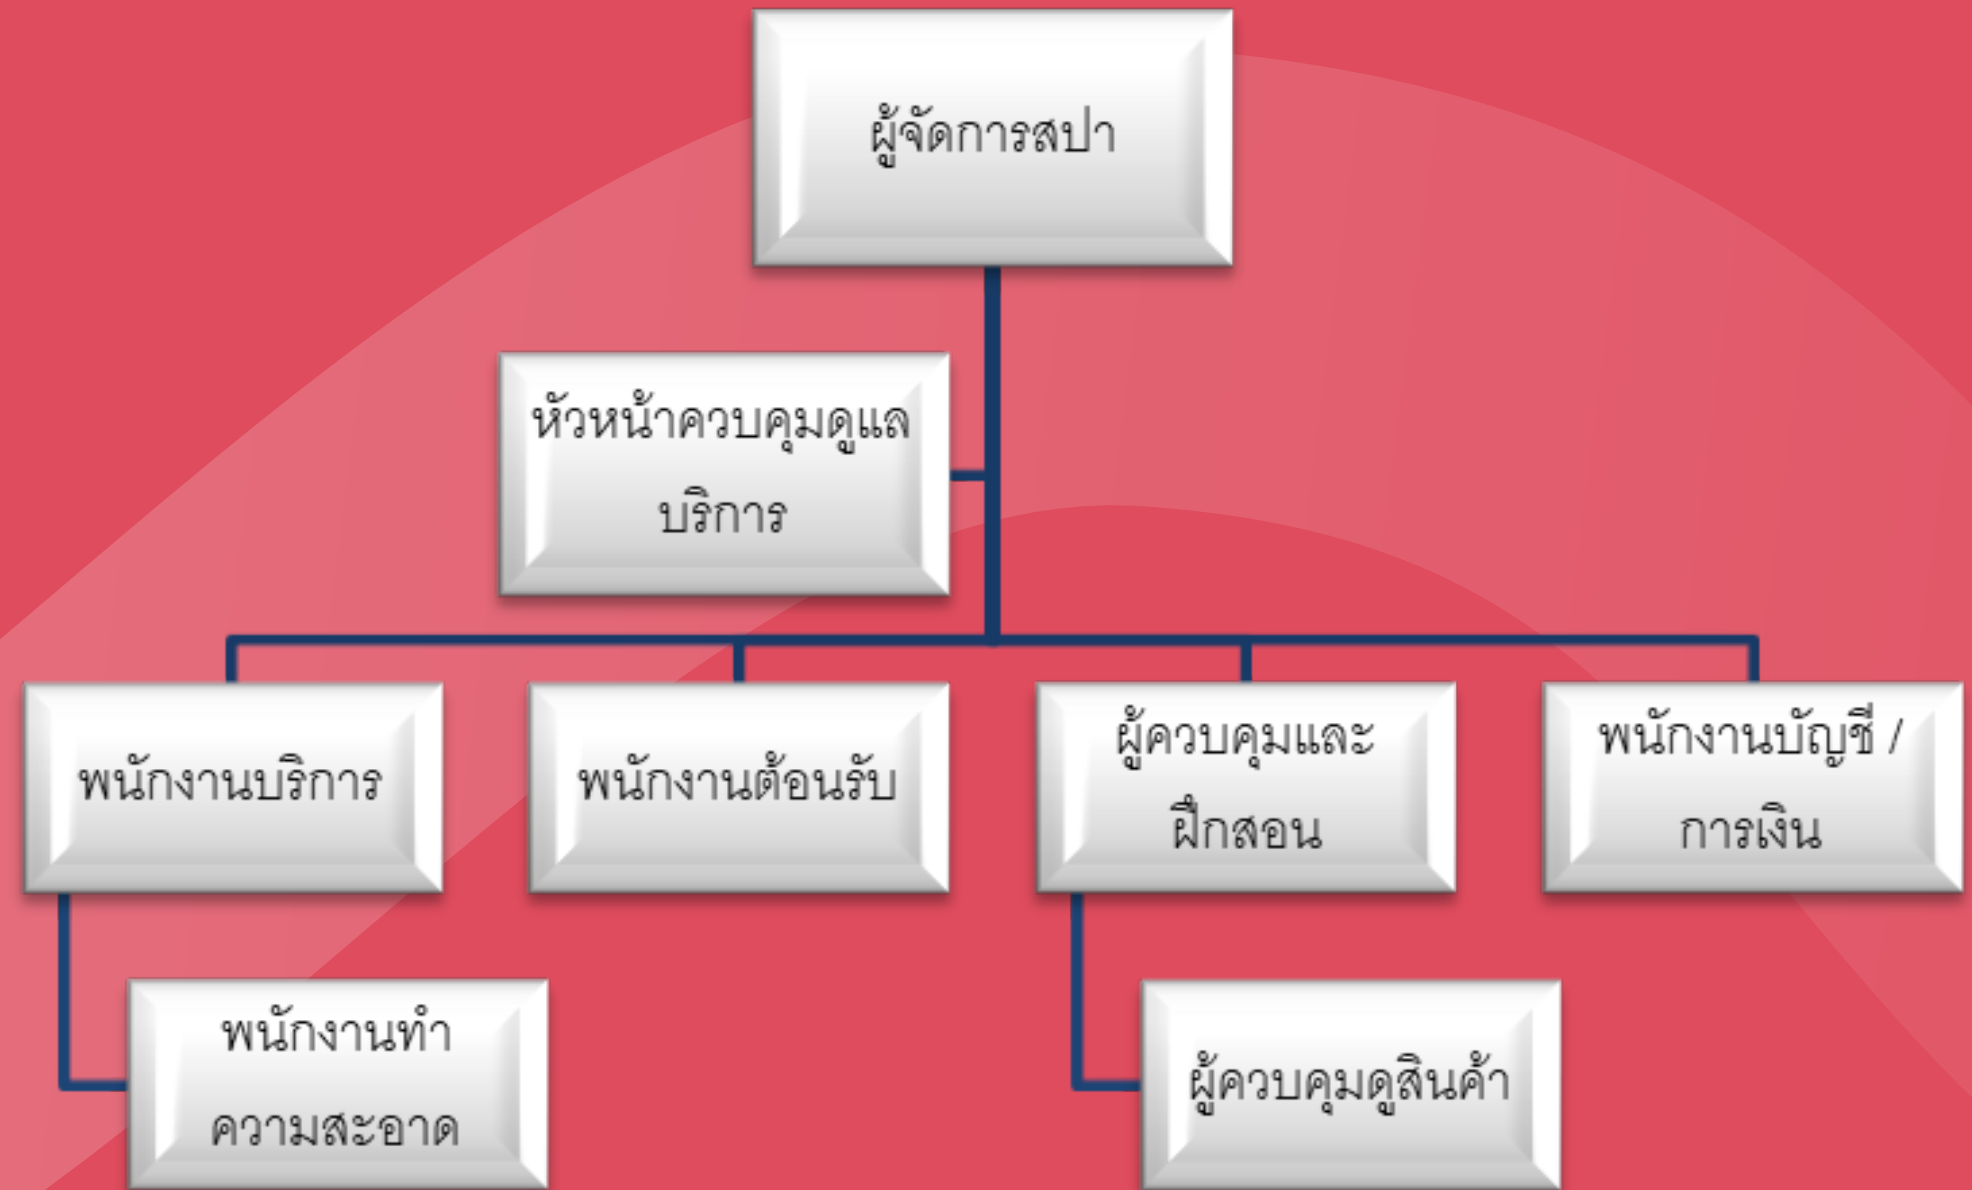 ผู้จัดการสปา
หัวหน้าควบคุมดูแล
บริการ
พนักงานบริการ
พนักงานต้อนรับ
ผู้ควบคุมและ
ฝึกสอน
พนักงานบัญชี /
การเงิน
พนักงานทำ
ความสะอาด
ผู้ควบคุมดูสินค้า